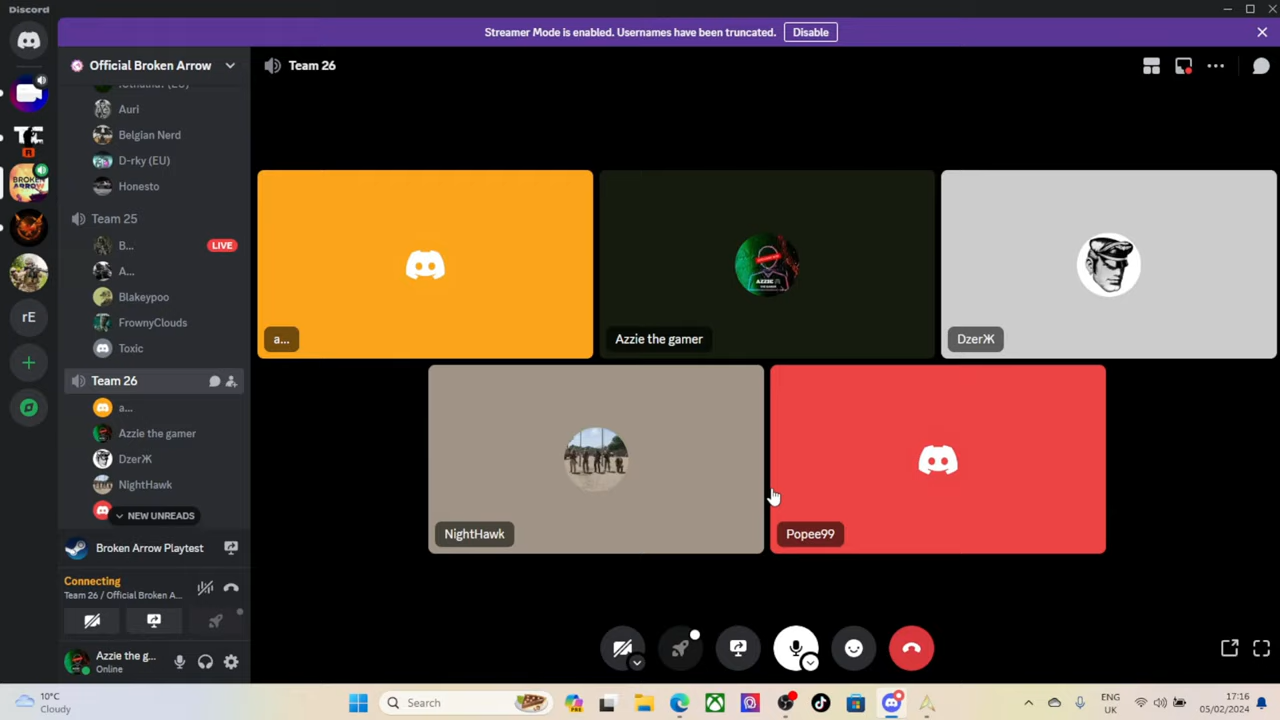 Discord
Streamer Mode is enabled. Usernames have been truncated.
Disable
Official Broken Arrow
Team 26
Auri
Belgian Nerd
D-rky (EU)
Honesto
Team 25
B...
LIVE
A...
Blakeypoo
FrownyClouds
Toxic
Team 26
a...
Azzie the gamer
DzerЖ
NightHawk
NEW UNREADS
rE
a...
Azzie the gamer
DzerЖ
NightHawk
Popee99
Broken Arrow Playtest
Connecting
Team 26 / Official Broken A...
Azzie the g...
Online
10°C
Cloudy
Search
ENG
UK
17:16
05/02/2024